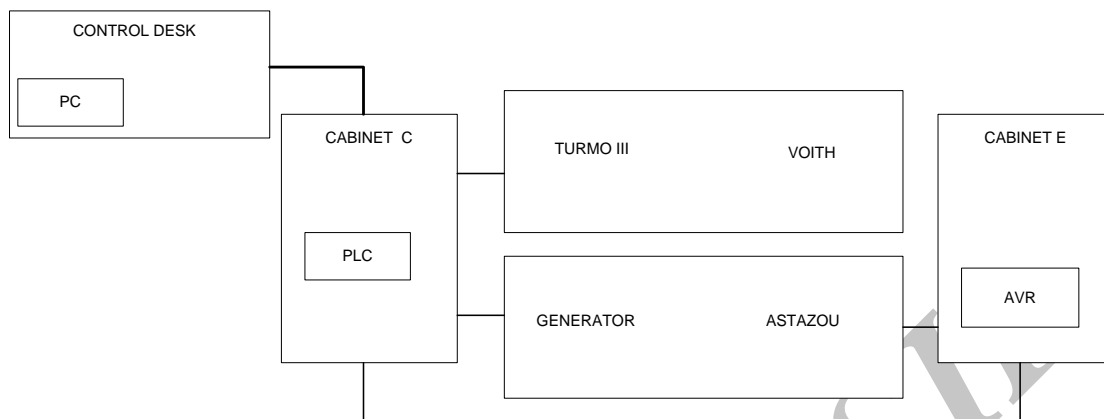 CONTROL DESK
PC
CABINET C
PLC
TURMO III VOITH
GENERATOR ASTAZOU
CABINET E
AVR